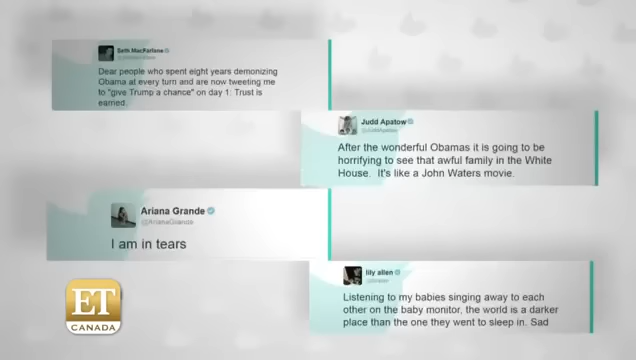 Seth MacFarlane
Dear people who spent eight years demonizing
Obama at every turn and are now tweeting me
to "give Trump a chance" on day 1: Trust is
earned.
Judd Apatow
@JuddApatow
After the wonderful Obamas it is going to be
horrifying to see that awful family in the White
House. It's like a John Waters movie.
Ariana Grande
@ArianaGrande
I am in tears
lily allen
Listening to my babies singing away to each
other on the baby monitor, the world is a darker
place than the one they went to sleep in. Sad
ET
CANADA